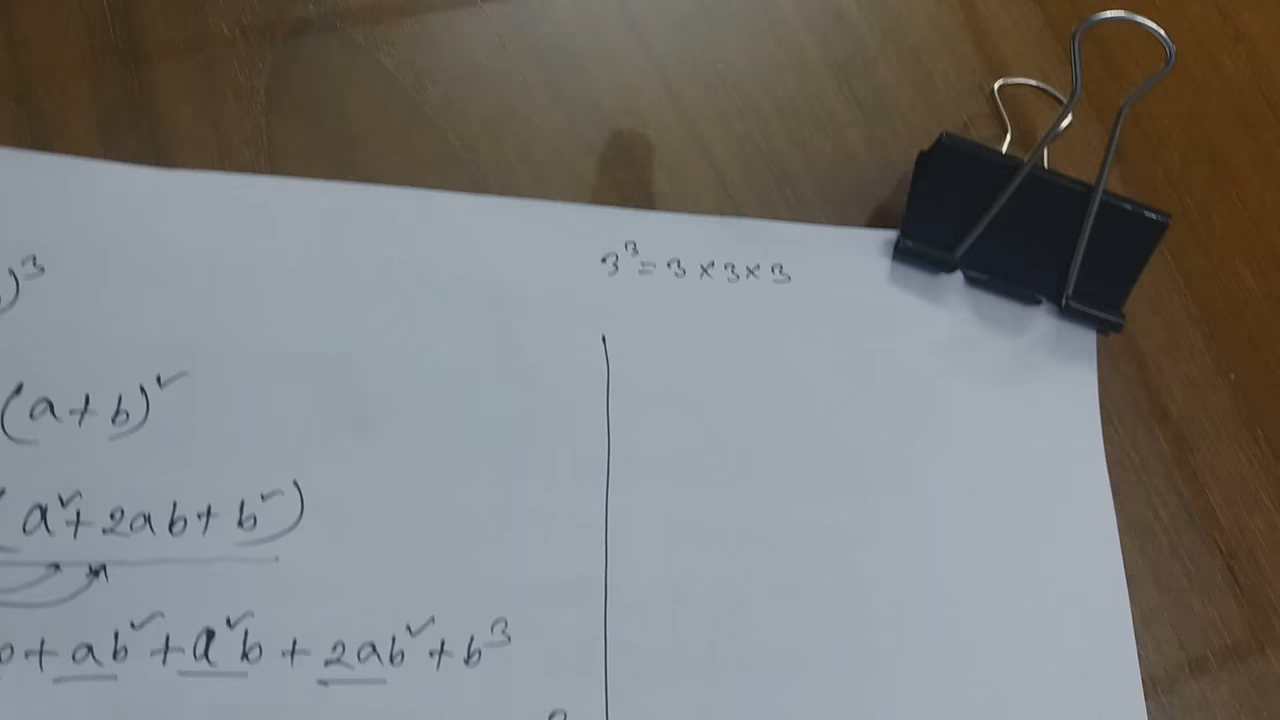 3³ = 3 × 3 × 3
)³
(a + b)²
(a² + 2ab + b²)
+ ab² + a²b + 2ab² + b³